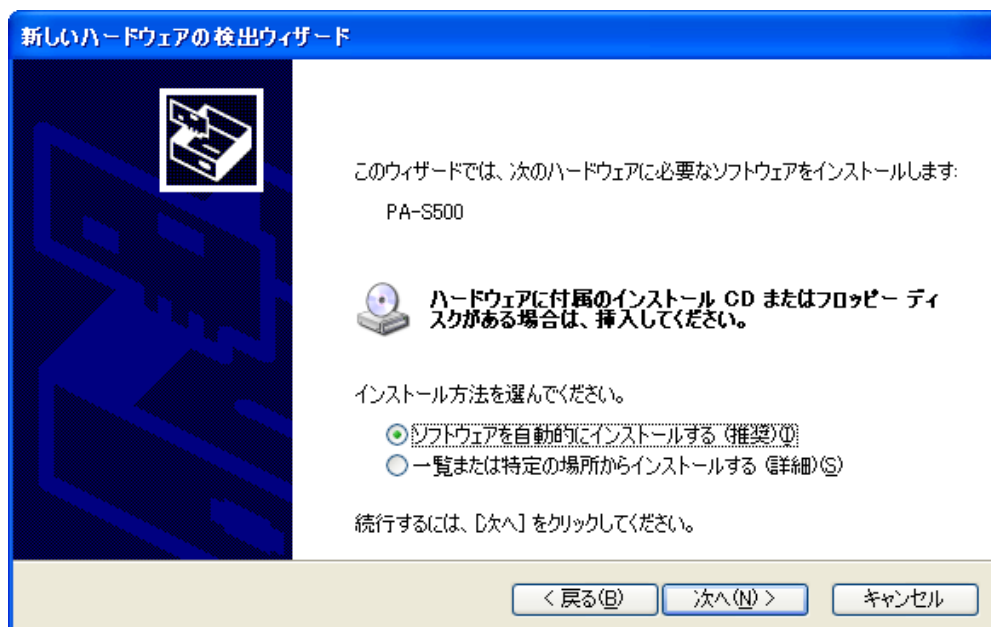 新しいハードウェアの検出ウィザード
このウィザードでは、次のハードウェアに必要なソフトウェアをインストールします:
PA-S500
ハードウェアに付属のインストール CD またはフロッピー ディ
スクがある場合は、挿入してください。
インストール方法を選んでください。
ソフトウェアを自動的にインストールする (推奨)(I)
一覧または特定の場所からインストールする (詳細)(S)
続行するには、[次へ] をクリックしてください。
< 戻る(B) 次へ(N) > キャンセル